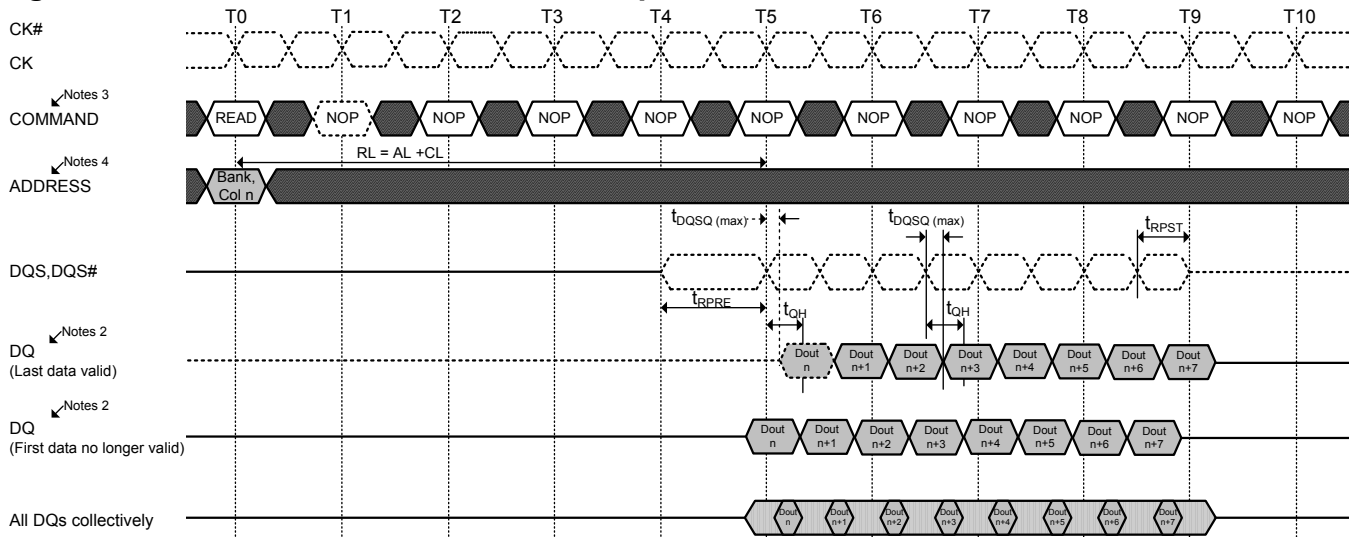 T0 T1 T2 T3 T4 T5 T6 T7 T8 T9 T10
CK#
CK
Notes 3
COMMAND READ NOP NOP NOP NOP NOP NOP NOP NOP NOP NOP
RL = AL +CL
Notes 4
ADDRESS
Bank,
Col n
tDQSQ (max) tDQSQ (max) tRPST
DQS,DQS#
tRPRE tQH tQH
Notes 2
DQ
(Last data valid)
Dout Dout Dout Dout Dout Dout Dout Dout
n n+1 n+2 n+3 n+4 n+5 n+6 n+7
Notes 2
DQ
(First data no longer valid)
Dout Dout Dout Dout Dout Dout Dout Dout
n n+1 n+2 n+3 n+4 n+5 n+6 n+7
All DQs collectively
Dout Dout Dout Dout Dout Dout Dout Dout
n n+1 n+2 n+3 n+4 n+5 n+6 n+7